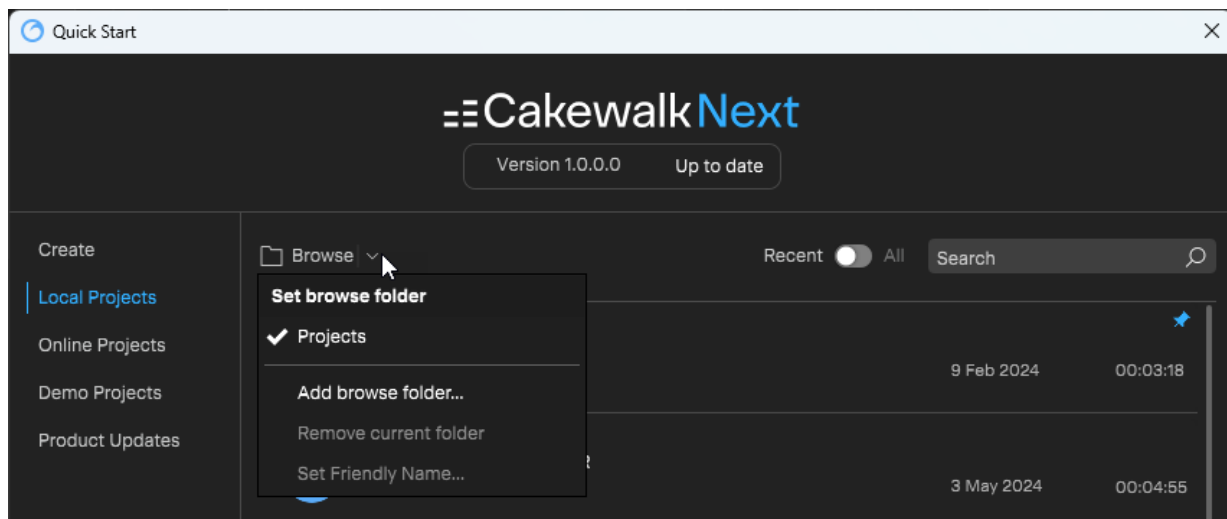 Quick Start
Cakewalk Next
Version 1.0.0.0 Up to date
Create
Local Projects
Online Projects
Demo Projects
Product Updates
Browse
Recent All Search
Set browse folder
Projects
Add browse folder...
Remove current folder
Set Friendly Name...
9 Feb 2024 00:03:18
3 May 2024 00:04:55